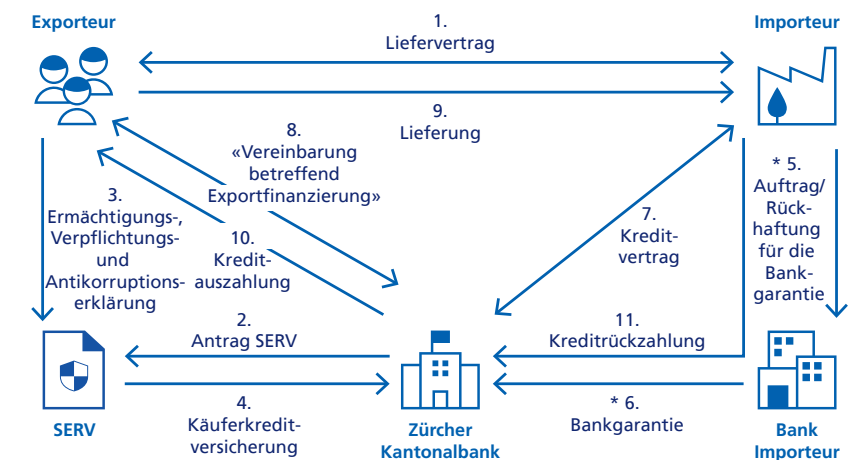 Exporteur
1.
Liefervertrag
Importeur
9.
Lieferung
8.
«Vereinbarung
betreffend
Exportfinanzierung»
3.
Ermächtigungs-,
Verpflichtungs-
und
Antikorruptions-
erklärung
10.
Kredit-
auszahlung
7.
Kredit-
vertrag
* 5.
Auftrag/
Rück-
haftung
für die
Bank-
garantie
2.
Antrag SERV
11.
Kreditrückzahlung
4.
Käuferkredit-
versicherung
* 6.
Bankgarantie
SERV
Zürcher
Kantonalbank
Bank
Importeur